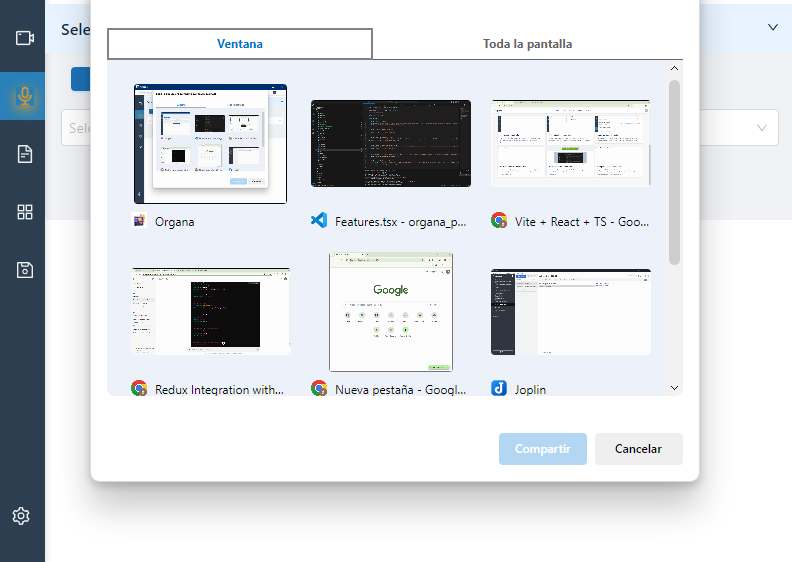 Sele
Ventana
Toda la pantalla
Sele
Organa
Features.tsx - organa_p...
Vite + React + TS - Goo...
Google
Redux Integration with...
Nueva pestaña - Googl...
Joplin
Compartir
Cancelar